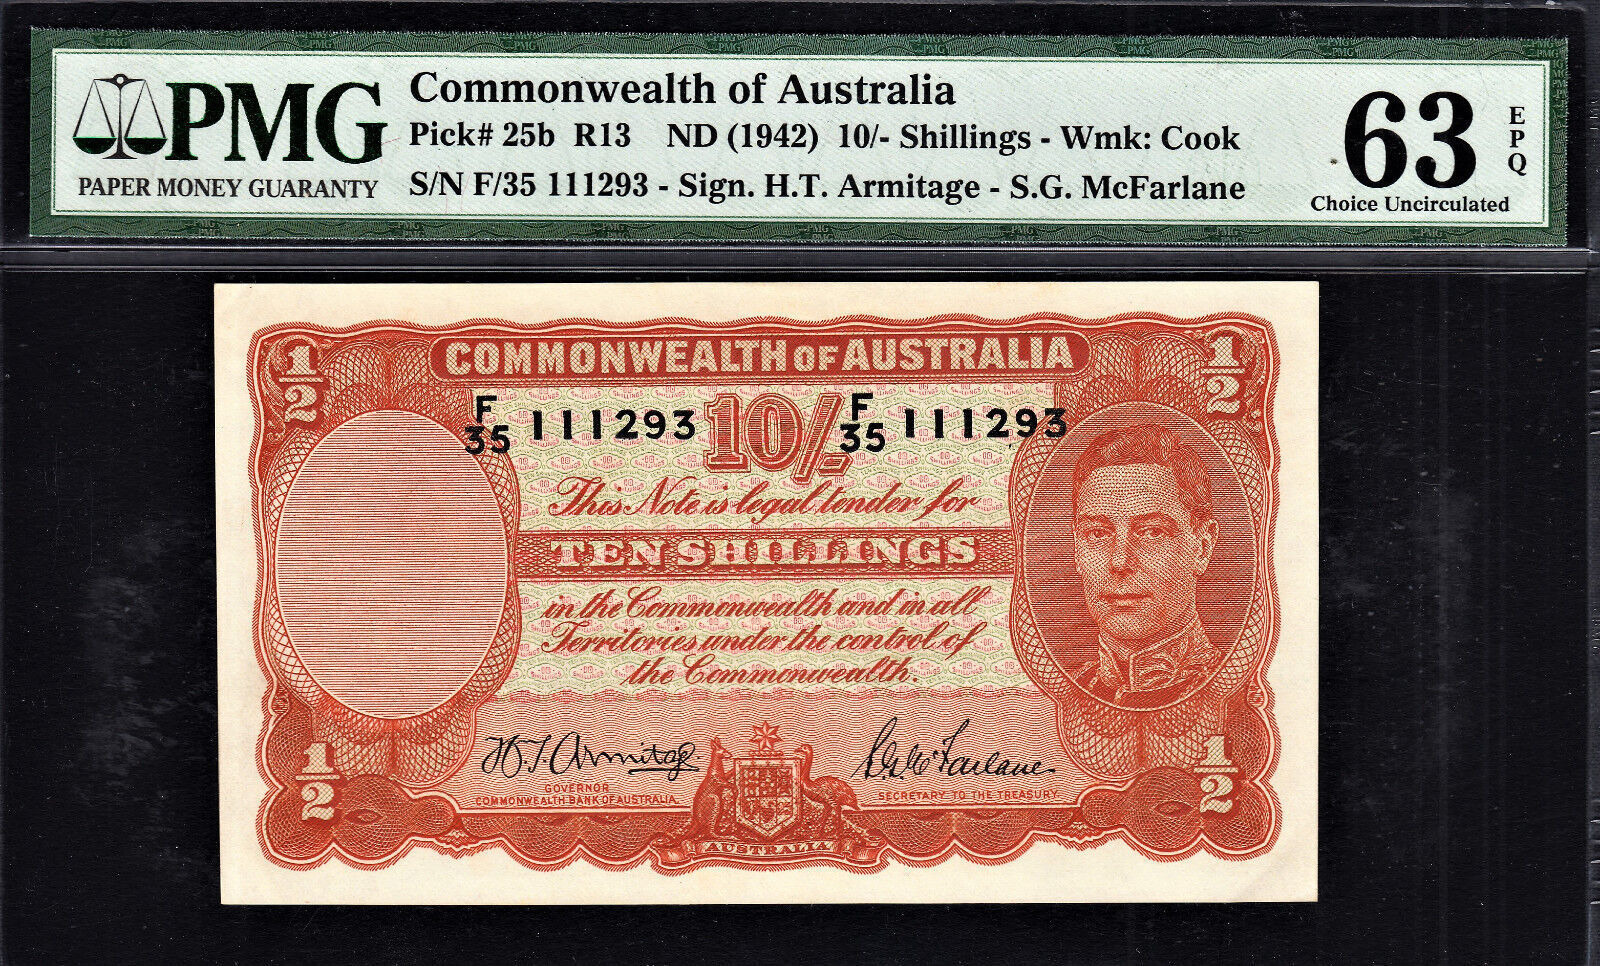 PMG
PAPER MONEY GUARANTY
Commonwealth of Australia
Pick# 25b R13 ND (1942) 10/- Shillings - Wmk: Cook
S/N F/35 111293 - Sign. H.T. Armitage - S.G. McFarlane
63
EPQ
Choice Uncirculated
1/2
COMMONWEALTH OF AUSTRALIA
1/2
F/35 111293 10/- F/35 111293
This Note is legal tender for
TEN SHILLINGS
in the Commonwealth and in all
Territories under the control of
the Commonwealth.
1/2
H.T. Armitage
GOVERNOR
COMMONWEALTH BANK OF AUSTRALIA.
S.G. McFarlane
SECRETARY TO THE TREASURY
1/2
AUSTRALIA